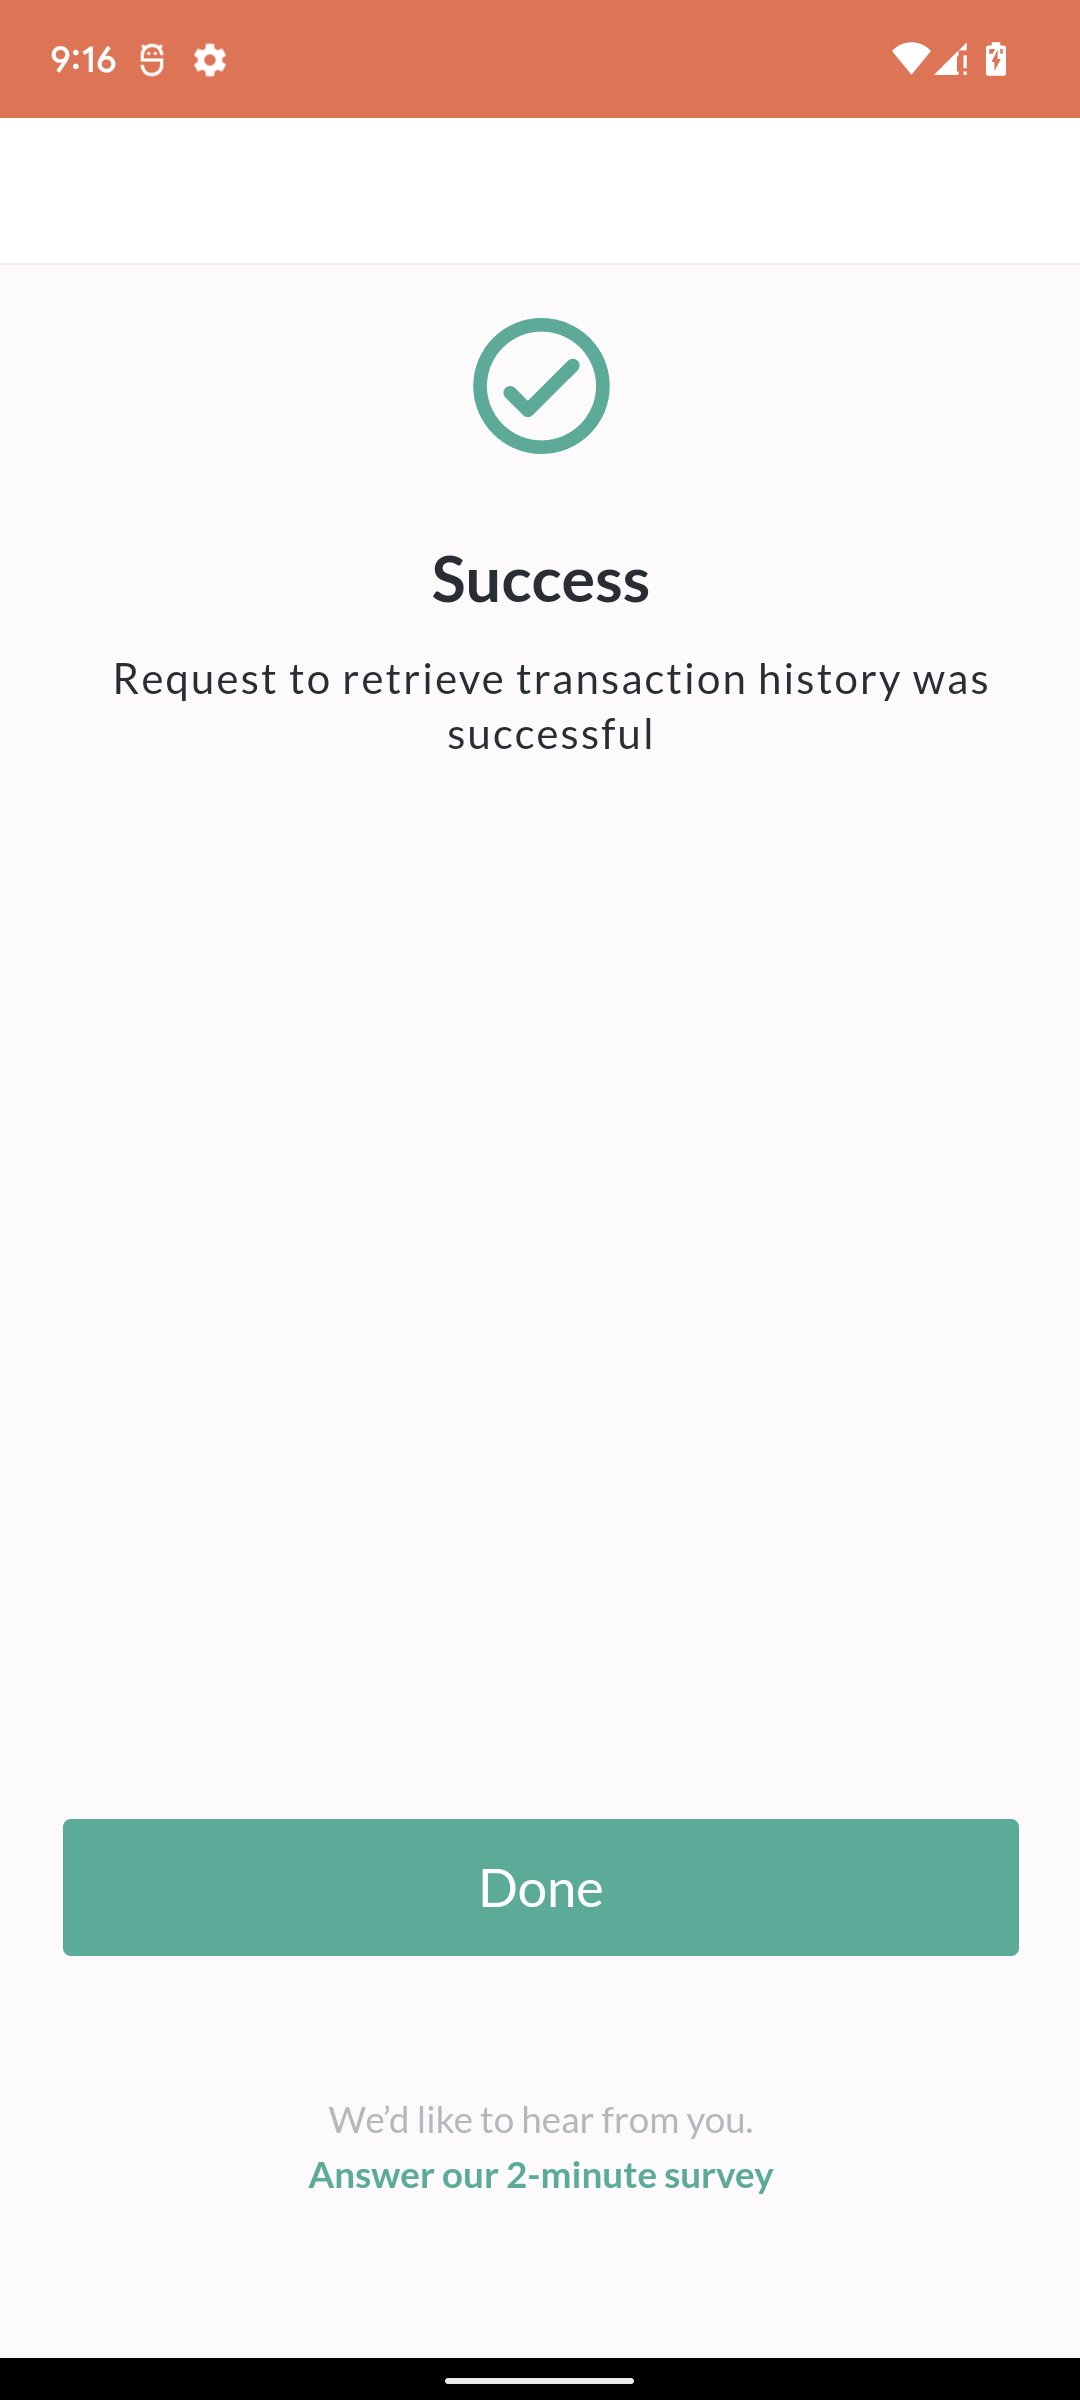 9:16
Success
Request to retrieve transaction history was
successful
Done
We’d like to hear from you.
Answer our 2-minute survey